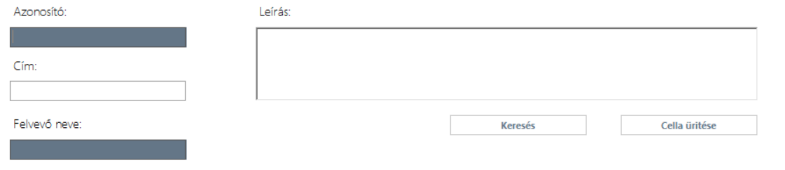 Azonosító:
Leírás:
Cím:
Felvevő neve:
Keresés
Cella ürítése